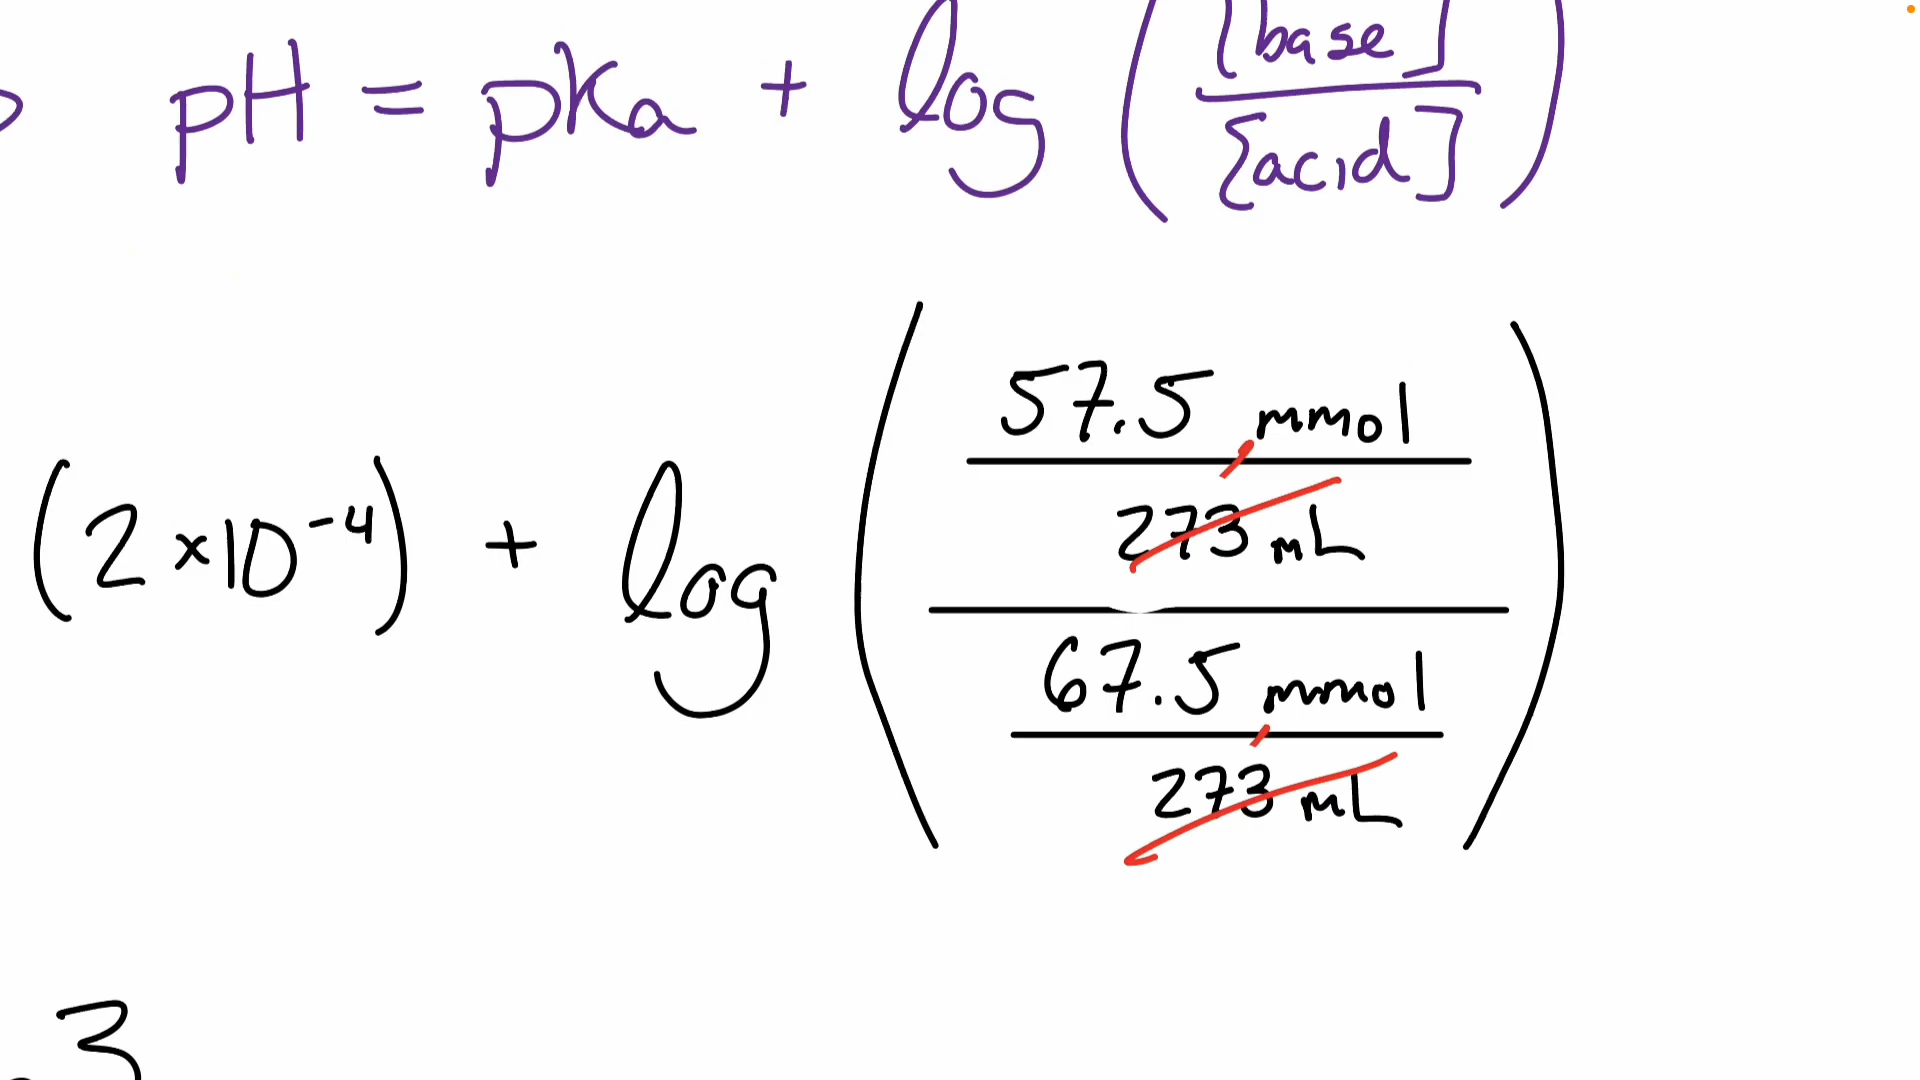 pH = pKa + log ([base] / [acid])
(2 × 10⁻⁴) + log ((57.5 mmol / 273 mL) / (67.5 mmol / 273 mL))
3